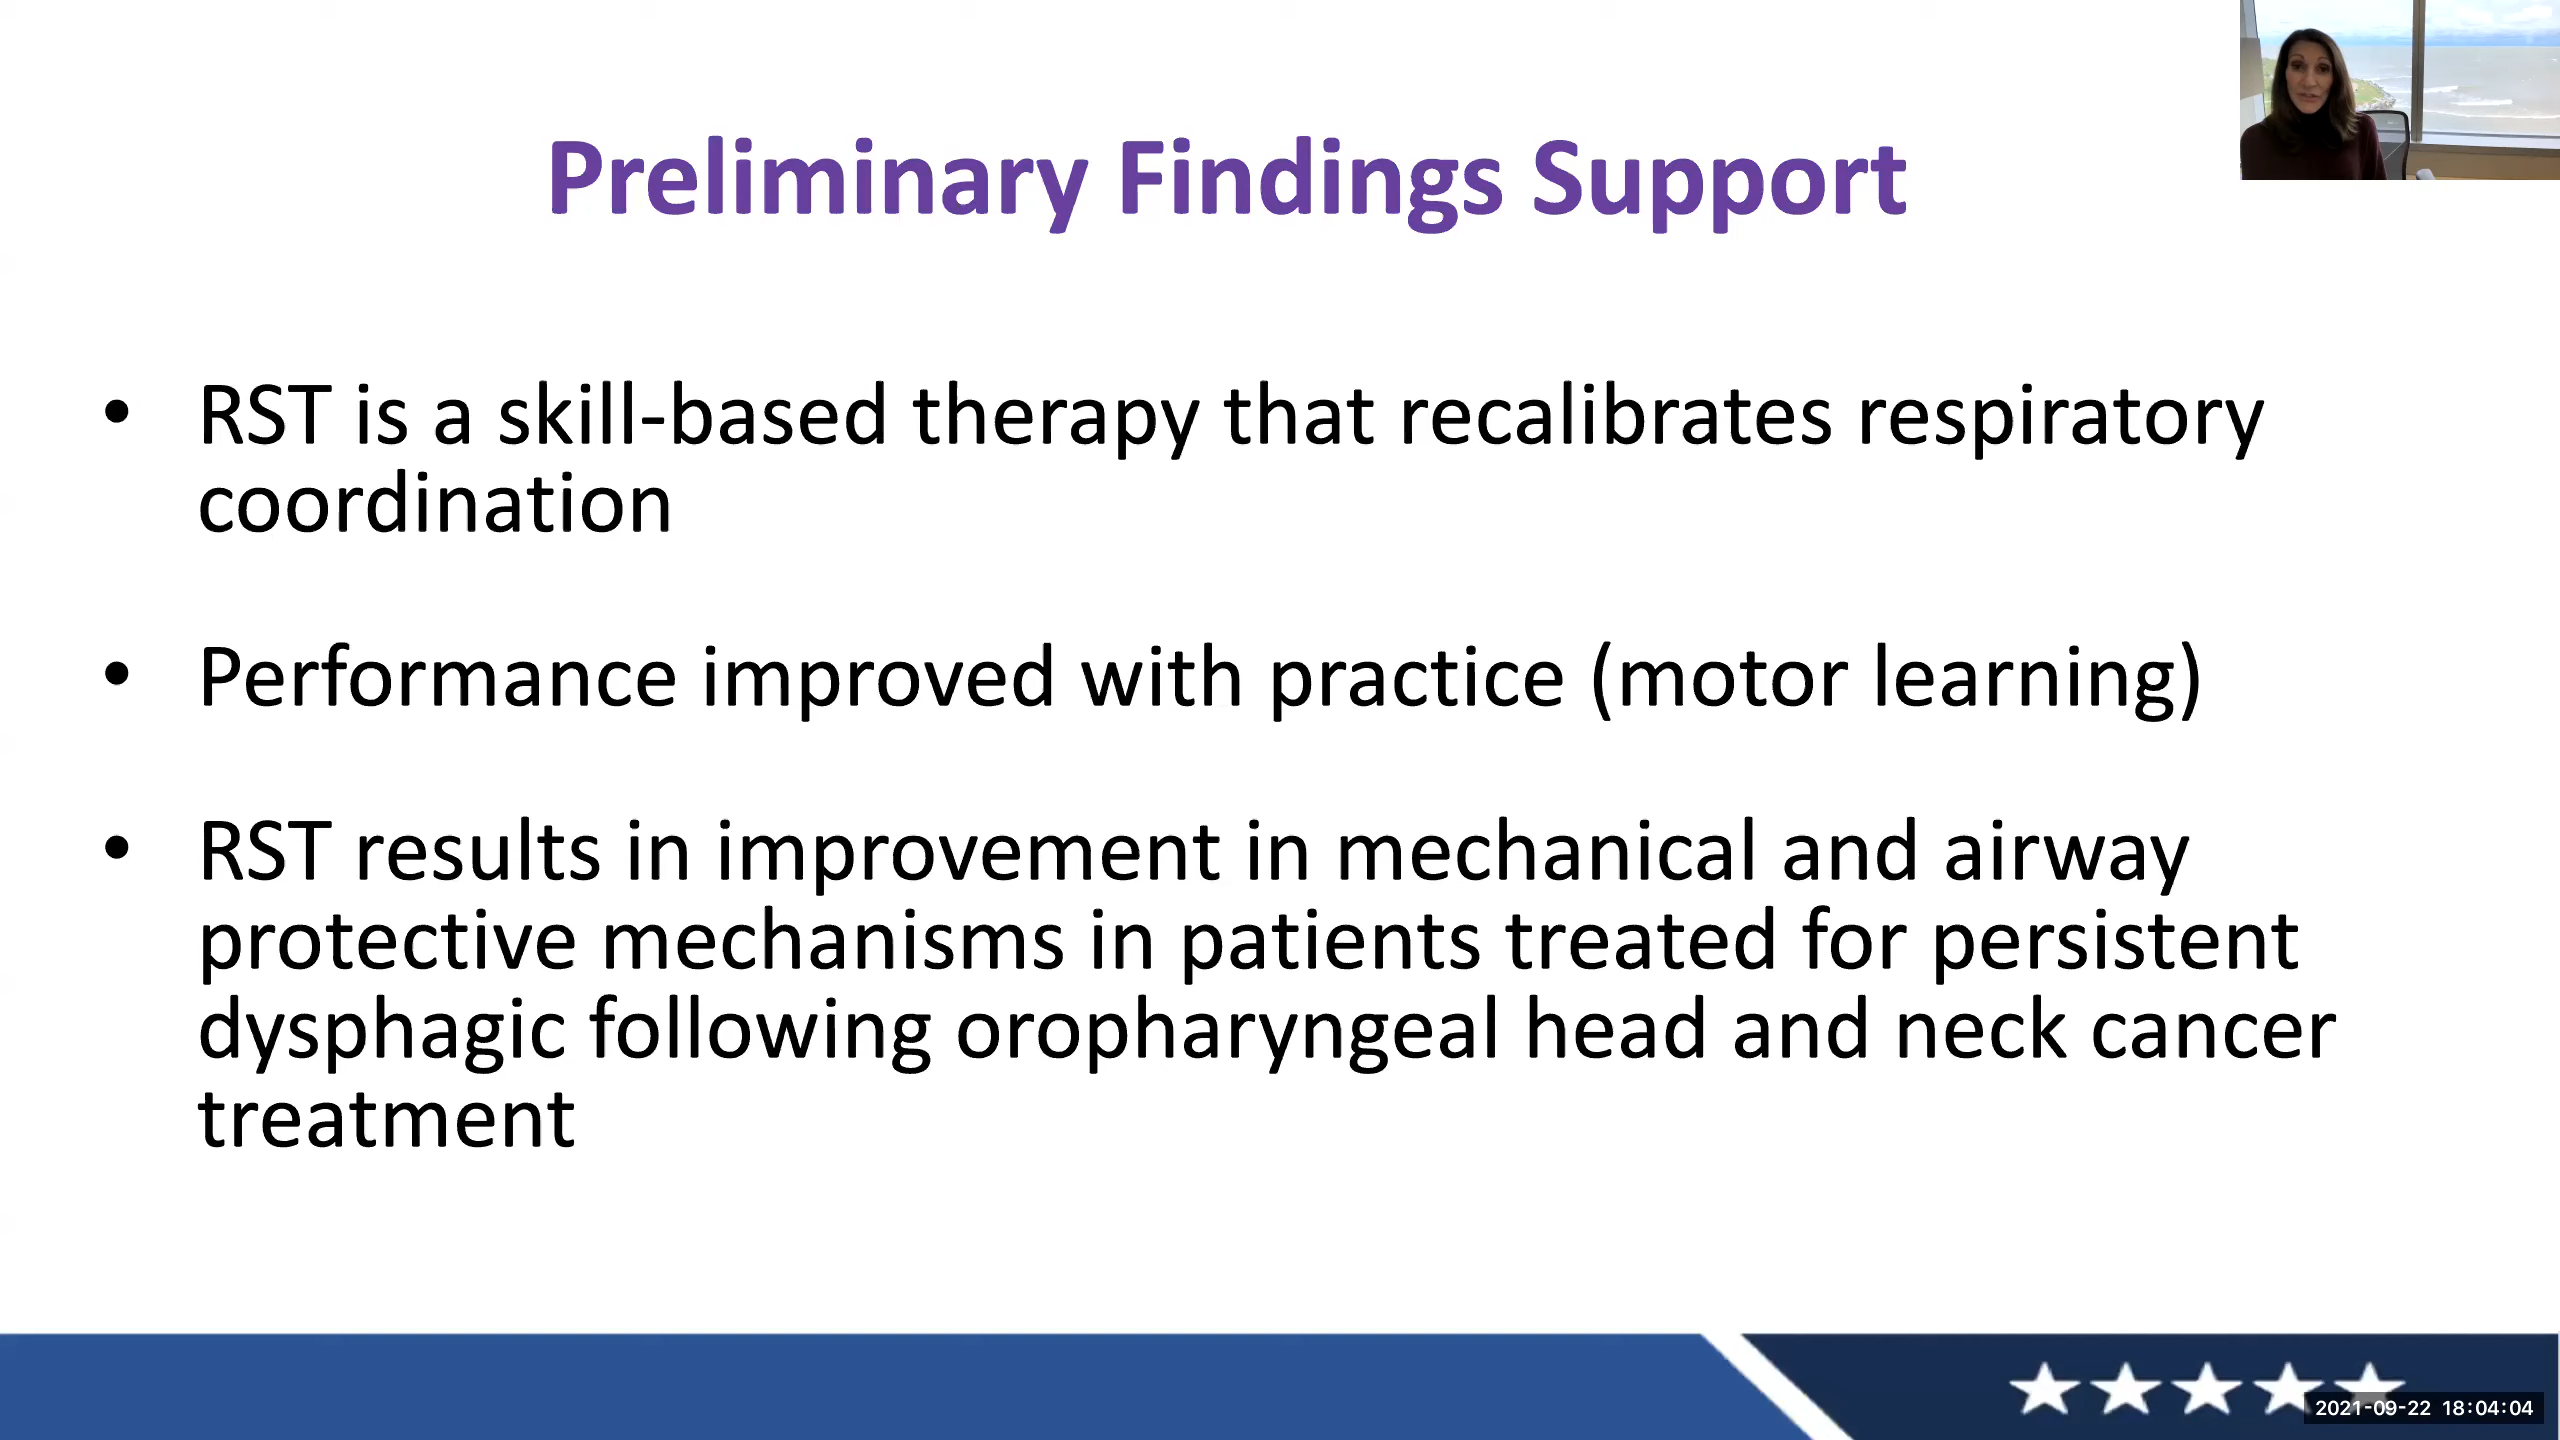 Preliminary Findings Support
• RST is a skill-based therapy that recalibrates respiratory
coordination
• Performance improved with practice (motor learning)
• RST results in improvement in mechanical and airway
protective mechanisms in patients treated for persistent
dysphagic following oropharyngeal head and neck cancer
treatment
2021-09-22 18:04:04